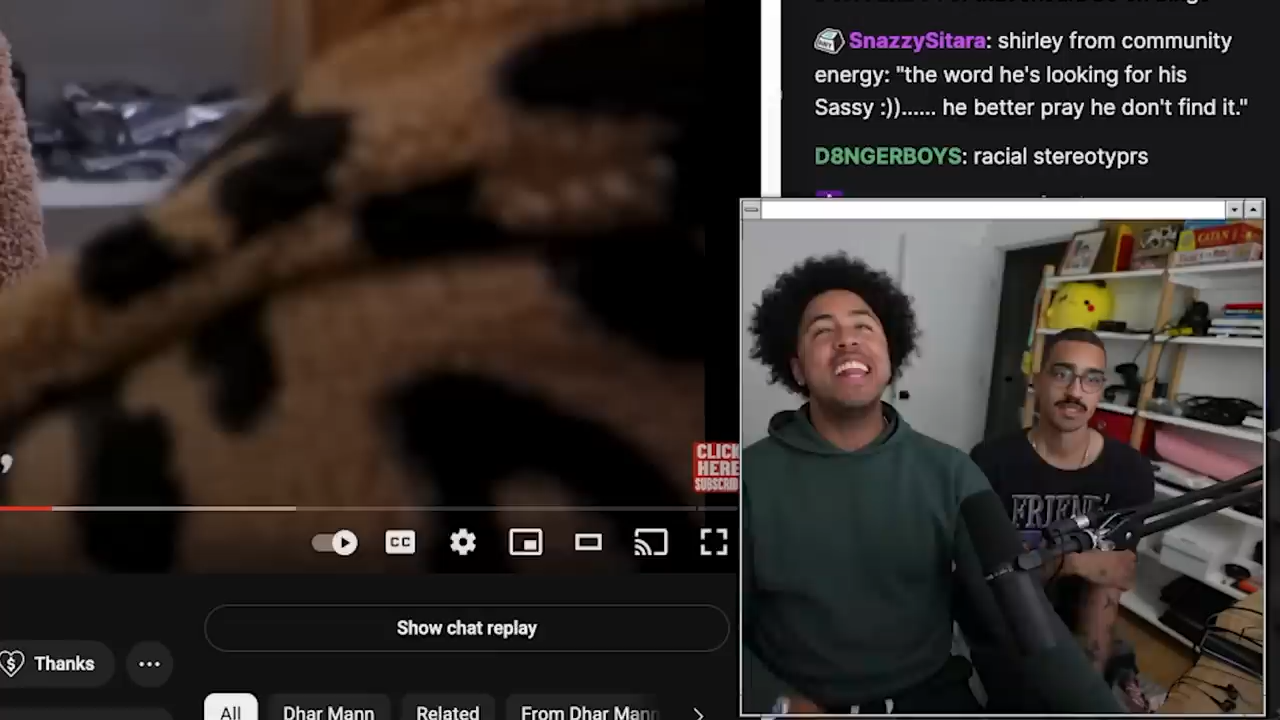 SnazzySitara: shirley from community
energy: "the word he's looking for his
Sassy :))...... he better pray he don't find it."
D8NGERBOYS: racial stereotyprs
CATAN
FRIEND
,
CLICK
HERE
SUBSCRIB
CC
Show chat replay
Thanks
All
Dhar Mann
Related
From Dhar Mann